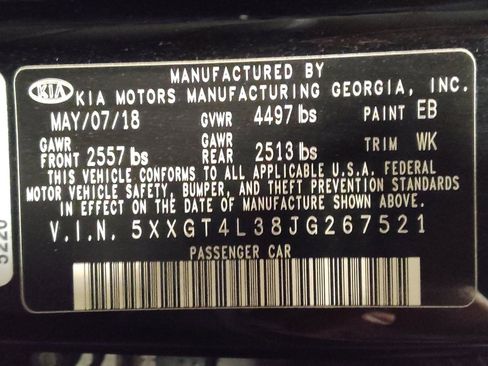 MANUFACTURED BY
KIA KIA MOTORS MANUFACTURING GEORGIA, INC.
MAY/07/18 GVWR 4497 lbs PAINT EB
GAWR FRONT 2557 lbs GAWR REAR 2513 lbs TRIM WK
THIS VEHICLE CONFORMS TO ALL APPLICABLE U.S.A. FEDERAL
MOTOR VEHICLE SAFETY, BUMPER, AND THEFT PREVENTION STANDARDS
IN EFFECT ON THE DATE OF MANUFACTURE SHOWN ABOVE.
V.I.N. 5XXGT4L38JG267521
PASSENGER CAR
5220